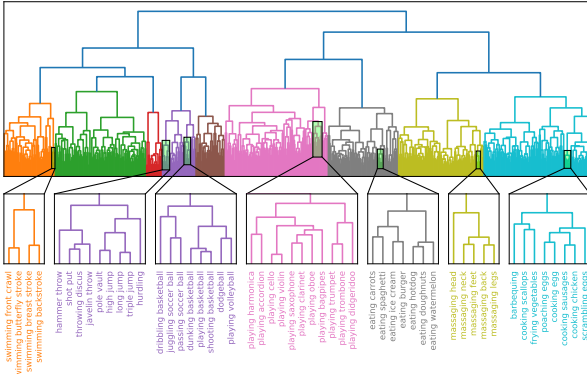 swimming front crawl
swimming butterfly stroke
swimming breast stroke
swimming backstroke
hammer throw
shot put
throwing discus
javelin throw
pole vault
high jump
long jump
triple jump
hurdling
dribbling basketball
juggling soccer ball
passing soccer ball
dunking basketball
playing basketball
shooting basketball
dodgeball
playing volleyball
playing harmonica
playing accordion
playing cello
playing violin
playing saxophone
playing clarinet
playing oboe
playing bagpipes
playing trumpet
playing trombone
playing didgeridoo
eating carrots
eating spaghetti
eating ice cream
eating burger
eating hotdog
eating doughnuts
eating watermelon
massaging head
massaging neck
massaging feet
massaging back
massaging legs
barbequing
cooking scallops
frying vegetables
poaching eggs
cooking egg
cooking sausages
cooking chicken
scrambling eggs